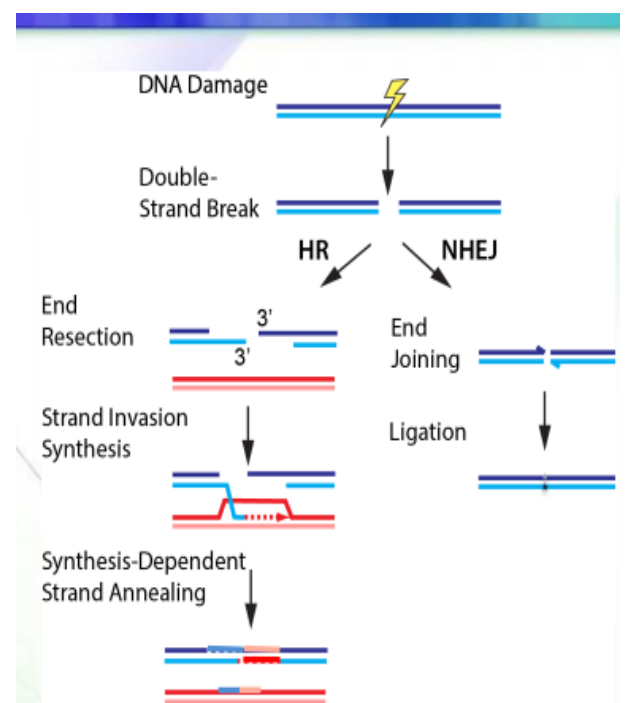 DNA Damage
Double-
Strand Break
HR
NHEJ
End
Resection
3'
3'
End
Joining
Strand Invasion
Synthesis
Ligation
Synthesis-Dependent
Strand Annealing